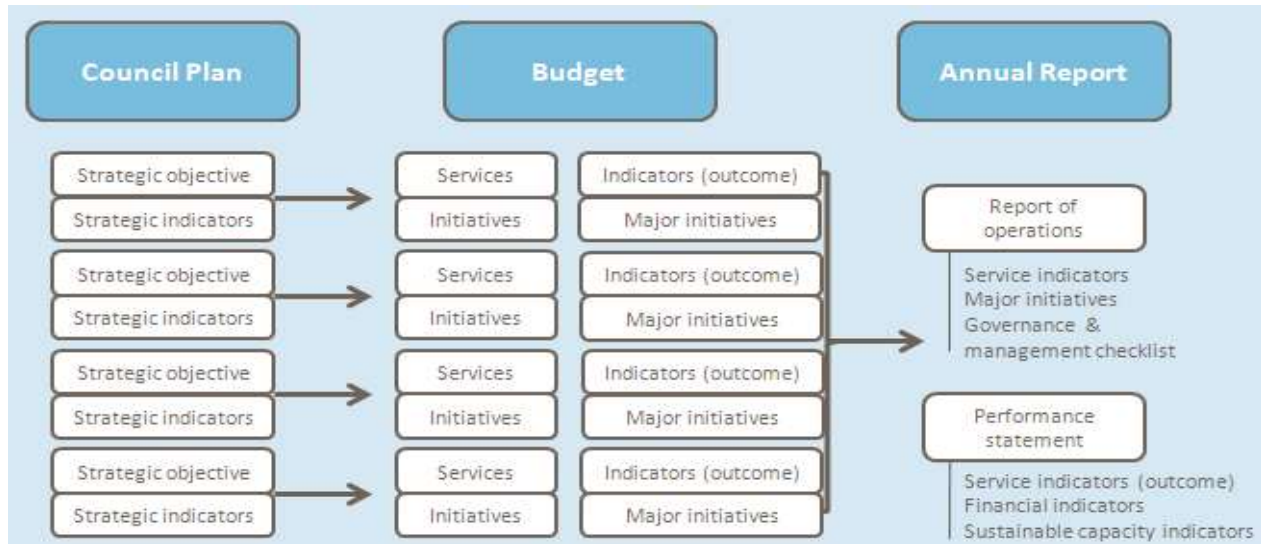 Council Plan
Budget
Annual Report
Strategic objective
Services
Indicators (outcome)
Strategic indicators
Initiatives
Major initiatives
Strategic objective
Services
Indicators (outcome)
Strategic indicators
Initiatives
Major initiatives
Strategic objective
Services
Indicators (outcome)
Strategic indicators
Initiatives
Major initiatives
Strategic objective
Services
Indicators (outcome)
Strategic indicators
Initiatives
Major initiatives
Report of
operations
Service indicators
Major initiatives
Governance &
management checklist
Performance
statement
Service indicators (outcome)
Financial indicators
Sustainable capacity indicators